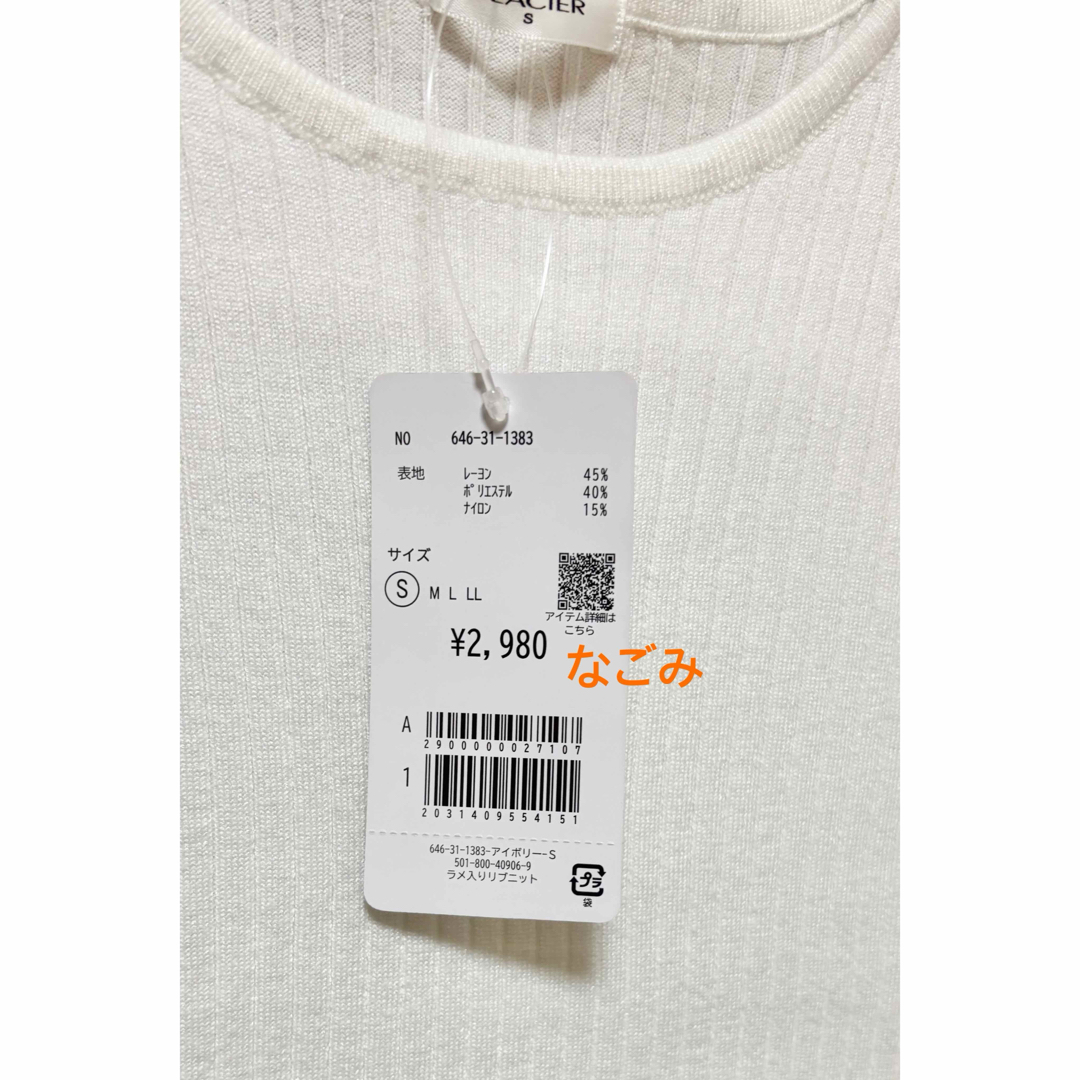 S
NO 646-31-1383
表地 ﾚｰﾖﾝ 45%
ﾎﾟﾘｴｽﾃﾙ 40%
ﾅｲﾛﾝ 15%
サイズ
S M L LL
アイテム詳細は
こちら
¥2,980
なごみ
A
2900000027107
1
2031409554151
646-31-1383-アイボリー-S
501-800-40906-9
ラメ入りリブニット
プラ
袋